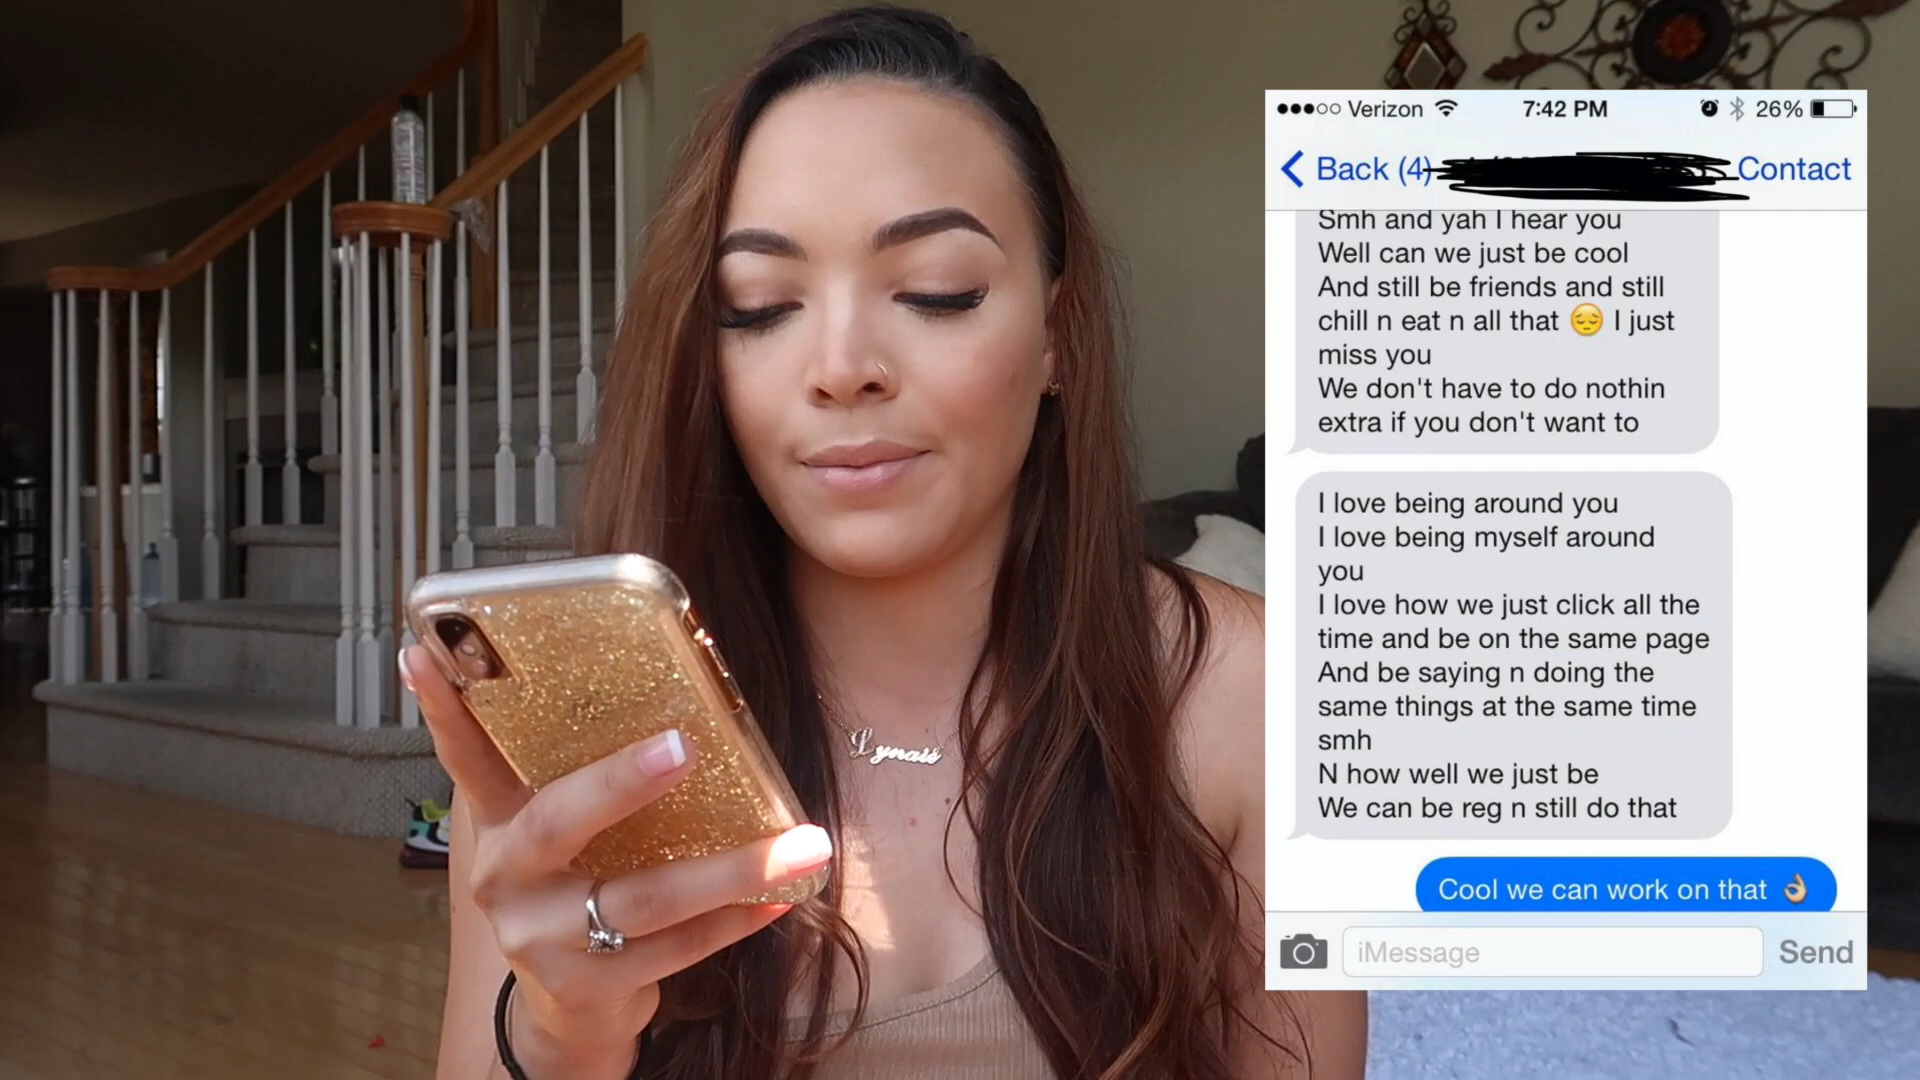 Verizon 7:42 PM 26%
Back (4) Contact
Smh and yah I hear you
Well can we just be cool
And still be friends and still
chill n eat n all that 😔 I just
miss you
We don't have to do nothin
extra if you don't want to
I love being around you
I love being myself around
you
I love how we just click all the
time and be on the same page
And be saying n doing the
same things at the same time
smh
N how well we just be
We can be reg n still do that
Cool we can work on that 👌🏼
iMessage Send
Lynaie